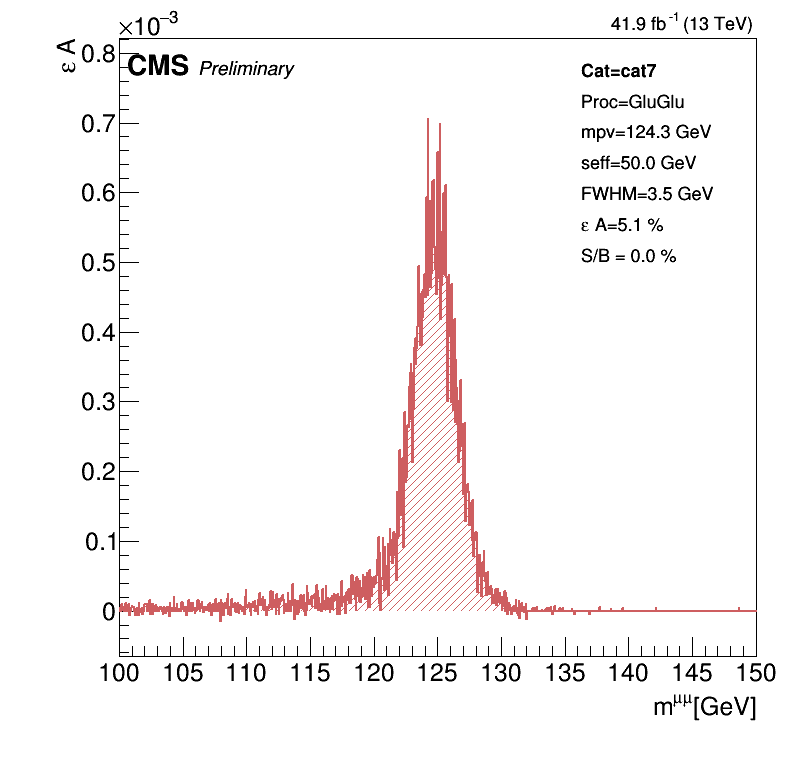 ×10⁻³
41.9 fb⁻¹ (13 TeV)
ε A
CMS Preliminary
Cat=cat7
Proc=GluGlu
mpv=124.3 GeV
seff=50.0 GeV
FWHM=3.5 GeV
ε A=5.1 %
S/B = 0.0 %
0.8
0.7
0.6
0.5
0.4
0.3
0.2
0.1
0
100 105 110 115 120 125 130 135 140 145 150
m^μμ[GeV]